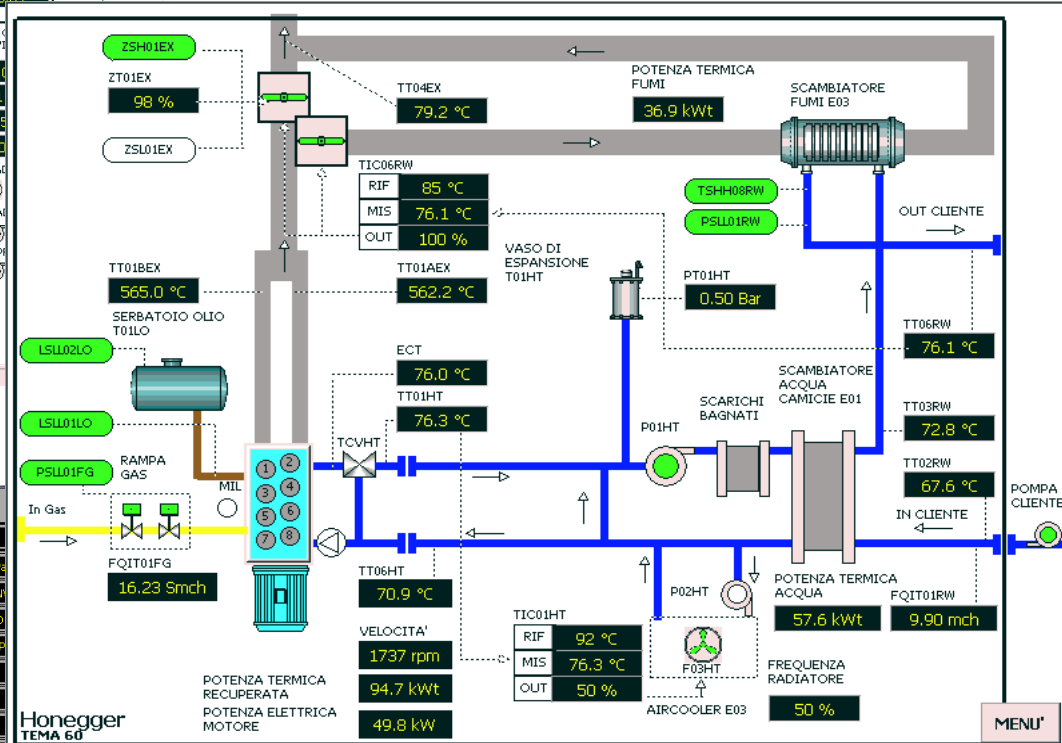 ZSH01EX
ZT01EX
98 %
ZSL01EX
TT04EX
79.2 °C
POTENZA TERMICA
FUMI
36.9 kWt
SCAMBIATORE
FUMI E03
TIC06RW
RIF 85 °C
MIS 76.1 °C
OUT 100 %
TSHH08RW
PSLL01RW
OUT CLIENTE
VASO DI
ESPANSIONE
T01HT
PT01HT
0.50 Bar
TT01BEX
565.0 °C
TT01AEX
562.2 °C
SERBATOIO OLIO
T01LO
LSLL02LO
TT06RW
76.1 °C
ECT
76.0 °C
TT01HT
76.3 °C
SCAMBIATORE
ACQUA
CAMICIE E01
SCARICHI
BAGNATI
TT03RW
72.8 °C
LSLL01LO
TCVHT
P01HT
PSLL01FG
RAMPA
GAS
MIL
1 2
3 4
5 6
7 8
TT02RW
67.6 °C
POMPA
CLIENTE
In Gas
IN CLIENTE
FQIT01FG
16.23 Smch
TT06HT
70.9 °C
P02HT
POTENZA TERMICA
ACQUA
57.6 kWt
FQIT01RW
9.90 mch
TIC01HT
RIF 92 °C
MIS 76.3 °C
OUT 50 %
F03HT
AIRCOOLER E03
FREQUENZA
RADIATORE
50 %
VELOCITA'
1737 rpm
POTENZA TERMICA
RECUPERATA
94.7 kWt
POTENZA ELETTRICA
MOTORE
49.8 kW
Honegger
TEMA 60
MENU'